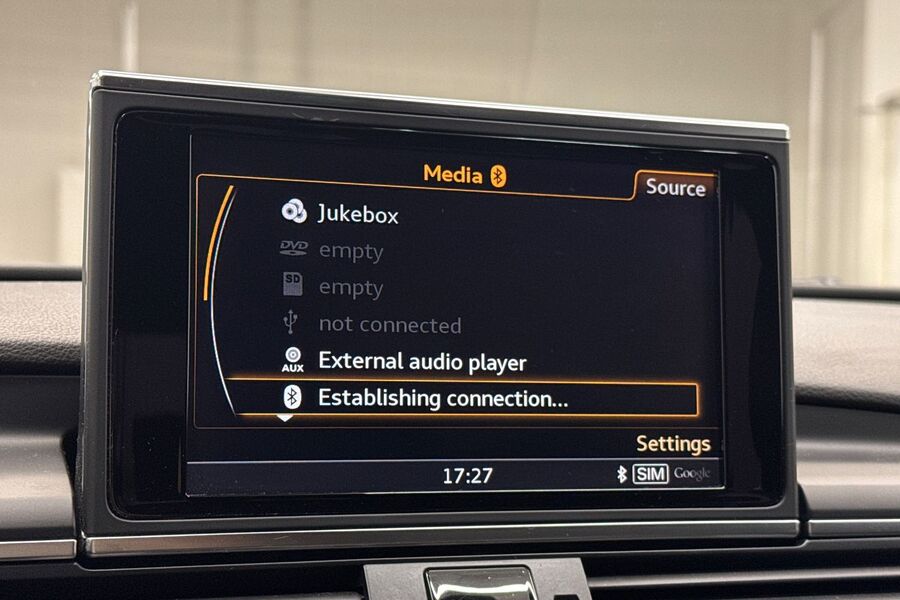 Media
Source
Jukebox
DVD empty
SD empty
not connected
AUX External audio player
Establishing connection...
Settings
17:27 SIM Google